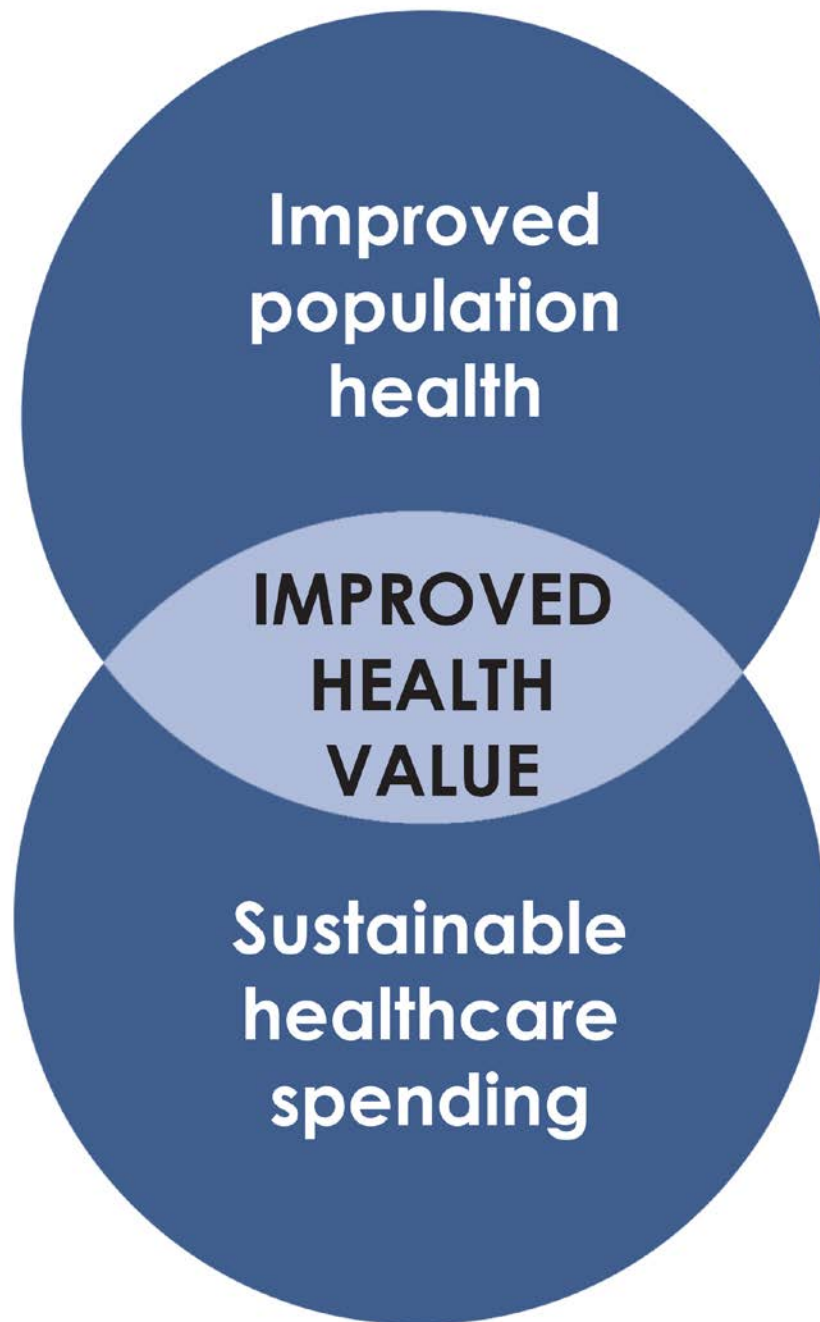 Improved
population
health
IMPROVED
HEALTH
VALUE
Sustainable
healthcare
spending